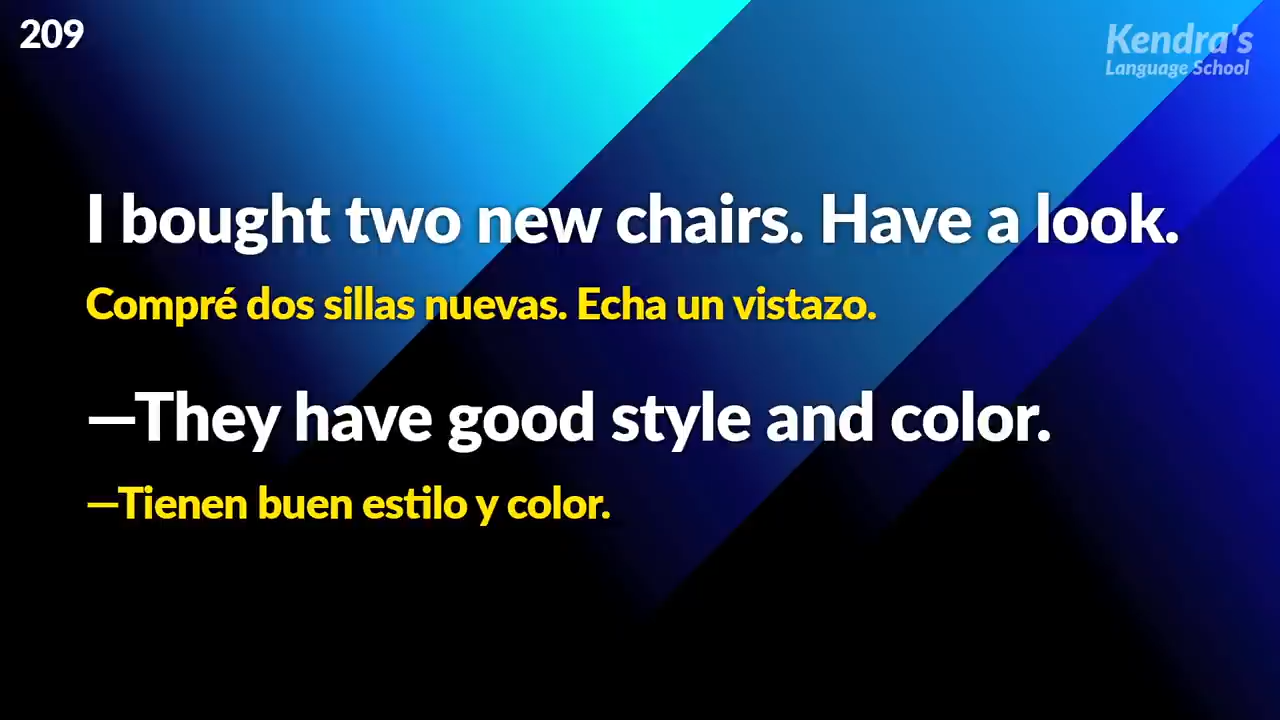 209
Kendra's
Language School
I bought two new chairs. Have a look.
Compré dos sillas nuevas. Echa un vistazo.
—They have good style and color.
—Tienen buen estilo y color.